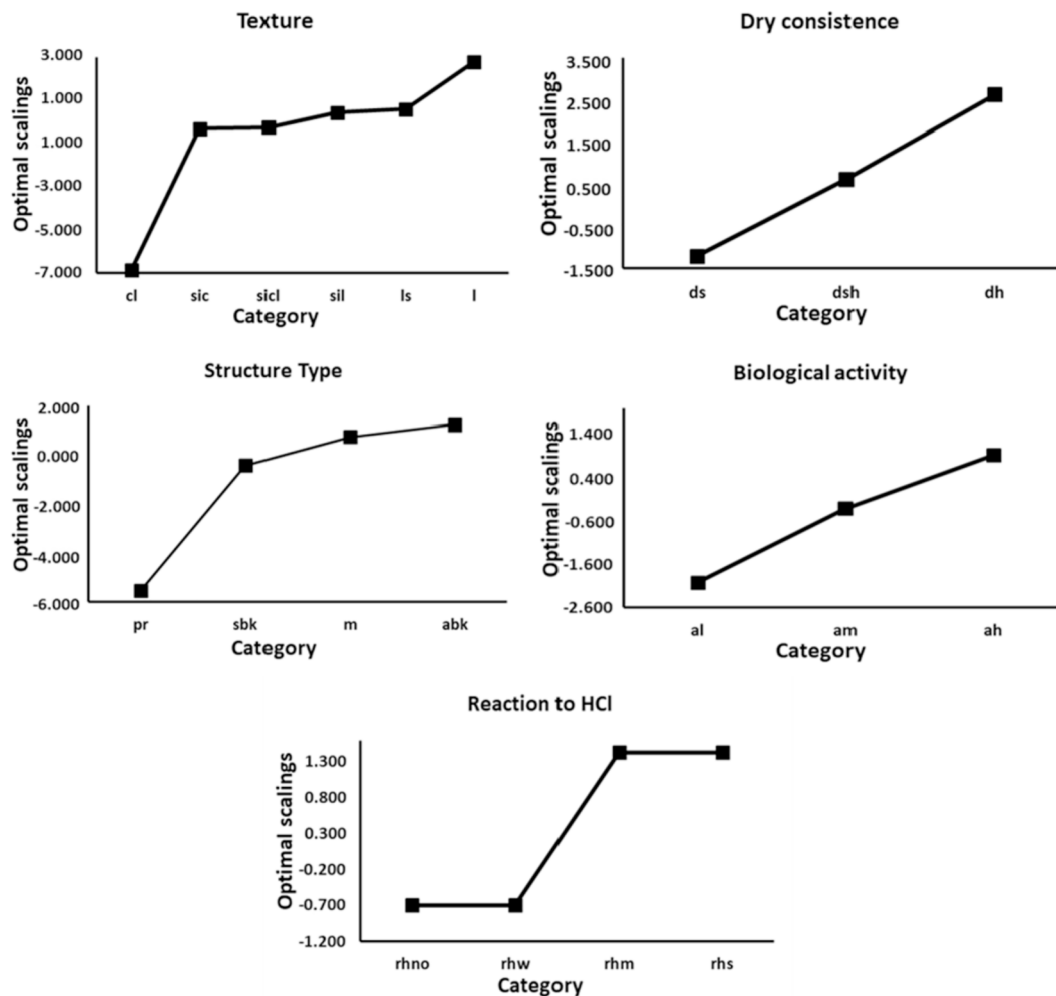 Texture
Optimal scalings
3.000
1.000
1.000
-3.000
-5.000
-7.000
cl sic sicl sil ls l
Category
Dry consistence
Optimal scalings
3.500
2.500
1.500
0.500
-0.500
-1.500
ds dsh dh
Category
Structure Type
Optimal scalings
2.000
0.000
-2.000
-4.000
-6.000
pr sbk m abk
Category
Biological activity
Optimal scalings
1.400
0.400
-0.600
-1.600
-2.600
al am ah
Category
Reaction to HCl
Optimal scalings
1.300
0.800
0.300
-0.200
-0.700
-1.200
rhno rhw rhm rhs
Category